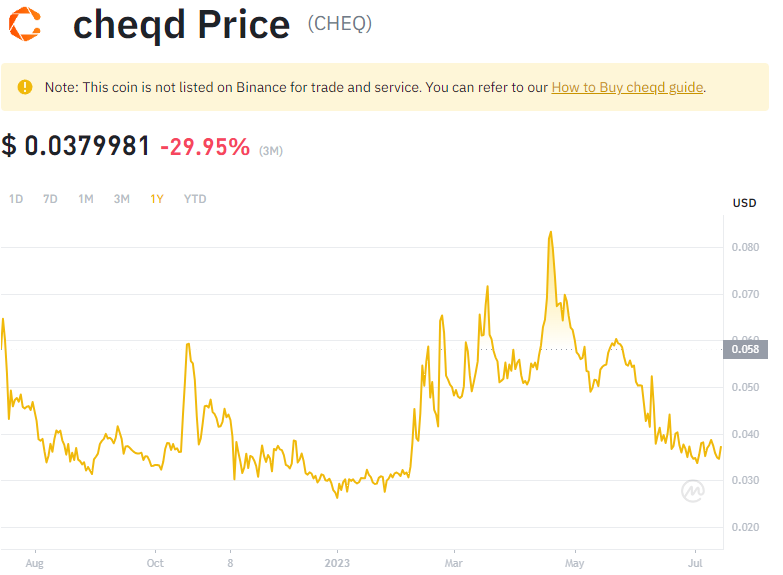 cheqd Price (CHEQ)
Note: This coin is not listed on Binance for trade and service. You can refer to our How to Buy cheqd guide.
$ 0.0379981 -29.95% (3M)
1D 7D 1M 3M 1Y YTD
USD
0.080
0.070
0.060
0.058
0.050
0.040
0.030
0.020
Aug Oct 8 2023 Mar May Jul